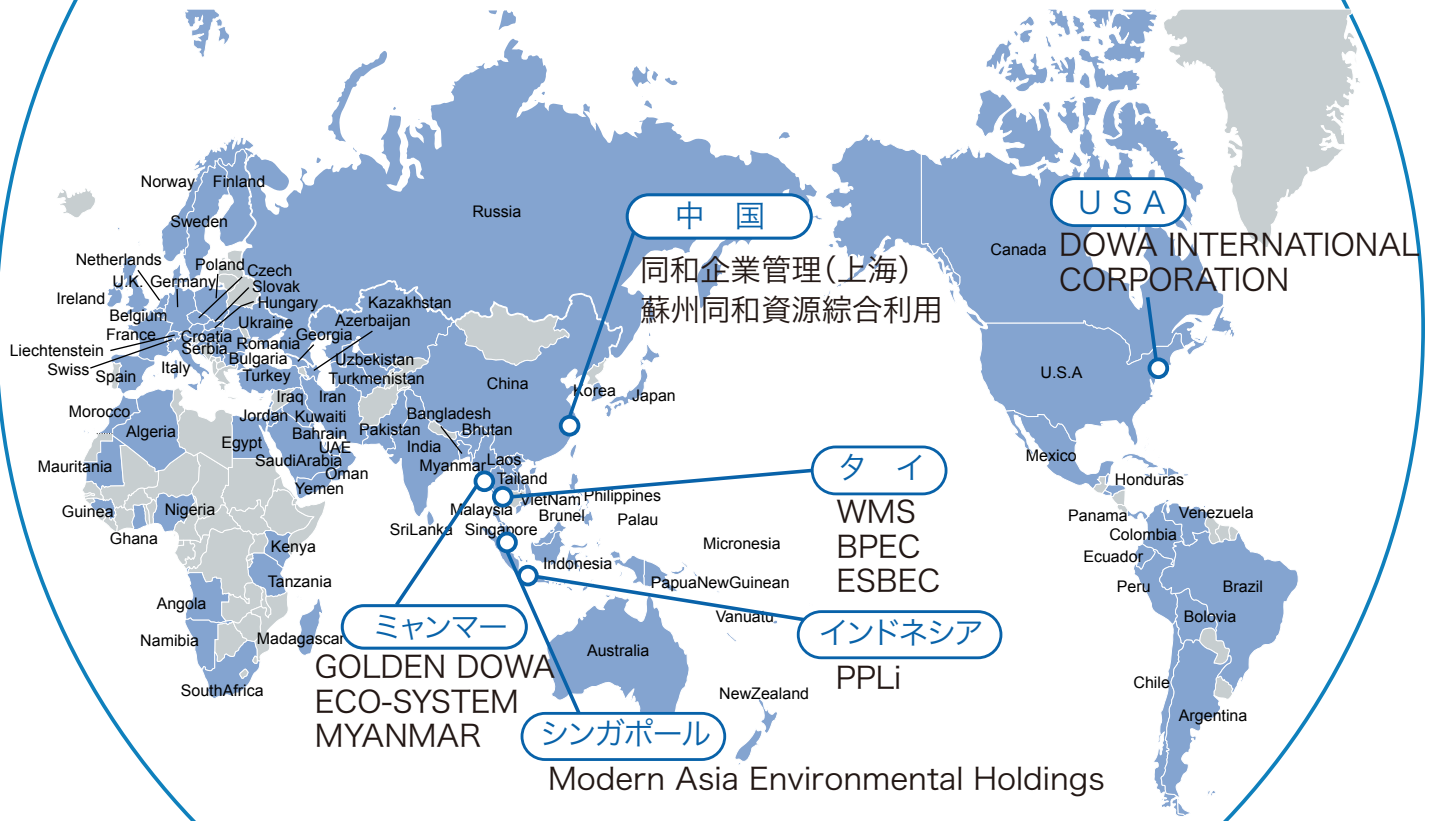 Norway
Finland
Sweden
Russia
Netherlands
U.K.
Germany
Poland
Czech
Slovak
Hungary
Ireland
Belgium
France
Liechtenstein
Swiss
Spain
Italy
Croatia
Serbia
Ukraine
Romania
Bulgaria
Turkey
Georgia
Azerbaijan
Kazakhstan
Uzbekistan
Turkmenistan
China
Korea
Japan
Morocco
Algeria
Mauritania
Guinea
Ghana
Nigeria
Egypt
Iraq
Iran
Jordan
Kuwaiti
Bahrain
UAE
SaudiArabia
Oman
Yemen
Pakistan
Bangladesh
Bhutan
India
Myanmar
Laos
Tailand
VietNam
Philippines
Malaysia
Brunel
Palau
SriLanka
Singapore
Micronesia
Indonesia
PapuaNewGuinean
Vanuatu
Kenya
Tanzania
Angola
Namibia
Madagascar
SouthAfrica
Australia
NewZealand
Canada
U.S.A
Mexico
Honduras
Panama
Venezuela
Colombia
Ecuador
Peru
Brazil
Bolovia
Chile
Argentina
中 国
同和企業管理(上海)
蘇州同和資源綜合利用
U S A
DOWA INTERNATIONAL
CORPORATION
タ イ
WMS
BPEC
ESBEC
インドネシア
PPLi
ミャンマー
GOLDEN DOWA
ECO-SYSTEM
MYANMAR
シンガポール
Modern Asia Environmental Holdings